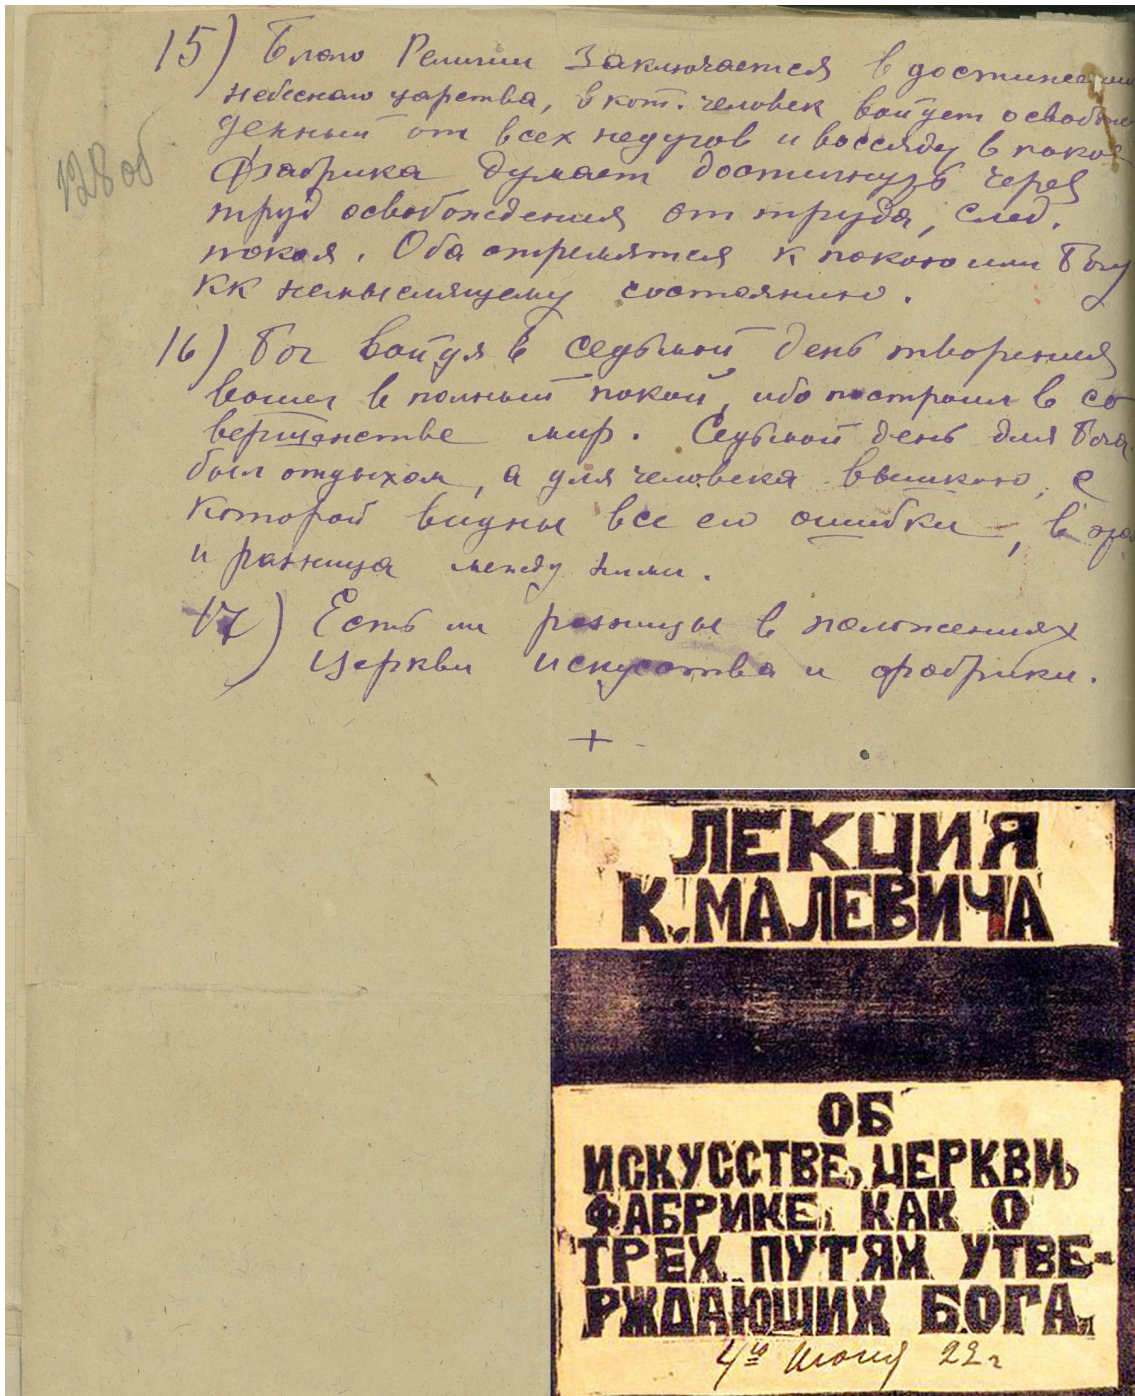 15) Благо Религии Заключается в достижении
небесного царства, в кот. человек войдет освобож
денный от всех недугов и воссяду в покое
Фабрика думает достигнуть через
труд освобождения от труда, след.
покоя. Оба стремятся к покою или Богу
кк немыслящему состоянию.
128 об
16) Бог войдя в седьмой день творения
вошел в полный покой, ибо построил в со
вершенстве мир. Седьмой день для Бога
был отдыхом, а для человека вышкою, с
которой видны все его ошибки, в этом
и разница между ними.
17) Есть ли разницы в положениях
Церкви искусства и фабрики.
+
ЛЕКЦИЯ
К. МАЛЕВИЧА
ОБ
ИСКУССТВЕ, ЦЕРКВИ,
ФАБРИКЕ, КАК О
ТРЕХ ПУТЯХ УТВЕ-
РЖДАЮЩИХ БОГА.
4го Июня 22 г